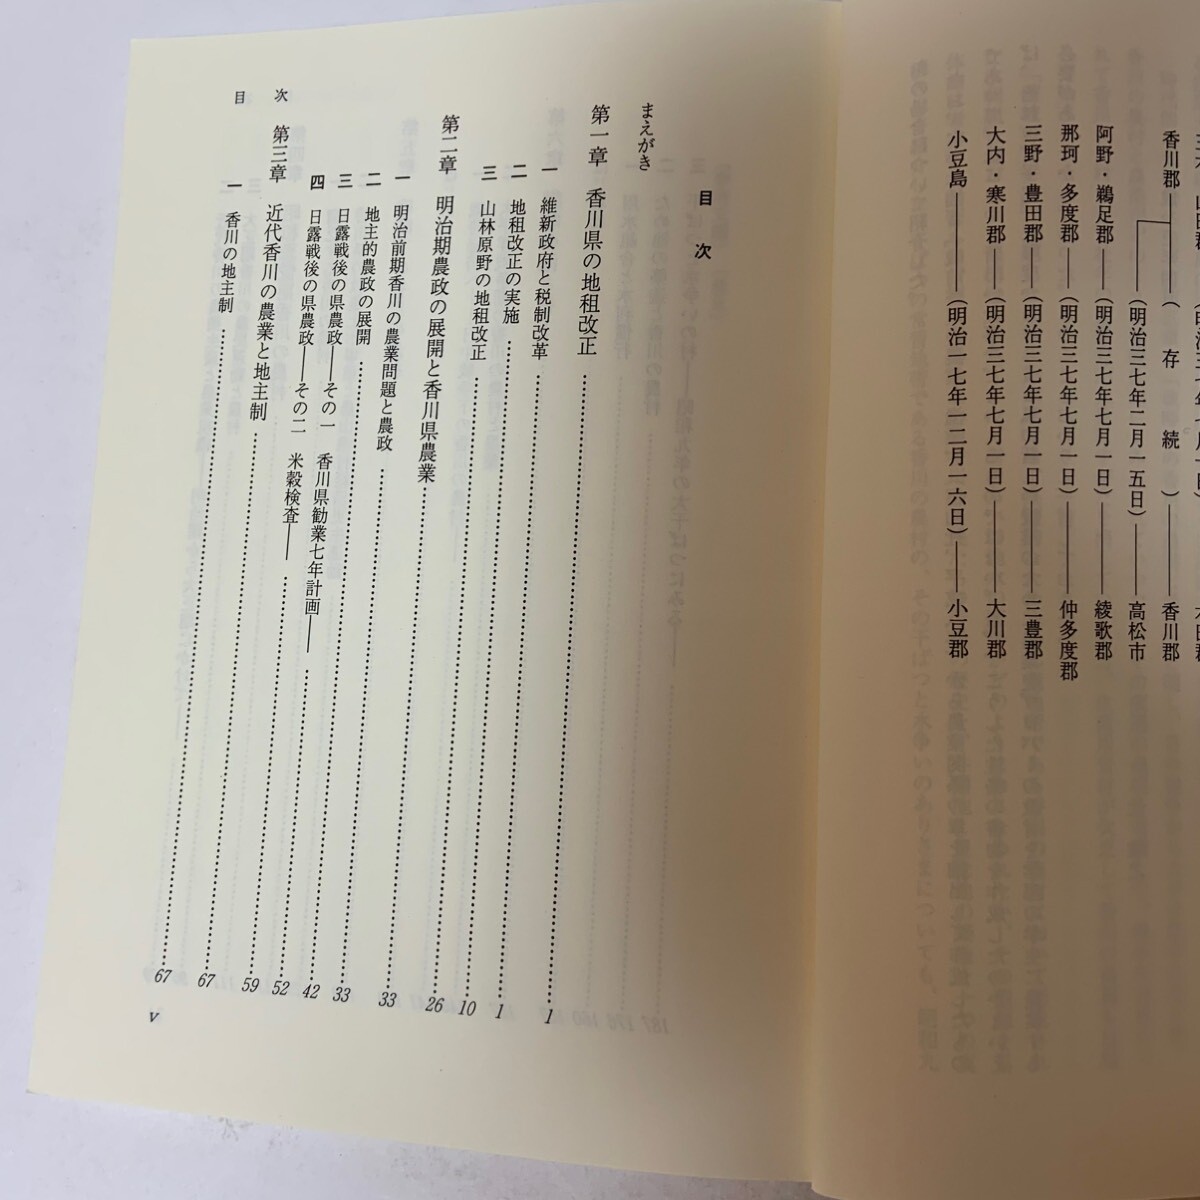 香川郡―――(存続)―――香川郡
(明治三七年二月一五日)―――高松市
阿野・鵜足郡―――(明治三七年七月一日)―――綾歌郡
那珂・多度郡―――(明治三七年七月一日)―――仲多度郡
三野・豊田郡―――(明治三七年七月一日)―――三豊郡
大内・寒川郡―――(明治三七年七月一日)―――大川郡
小豆島―――(明治一七年一二月一六日)―――小豆郡
目次
まえがき
第一章 香川県の地租改正……1
一 維新政府と税制改革……1
二 地租改正の実施……10
三 山林原野の地租改正……26
第二章 明治期農政の展開と香川県農業……33
一 明治前期香川の農業問題と農政……33
二 地主的農政の展開……42
三 日露戦後の県農政――その一 香川県勧業七年計画――……52
四 日露戦後の県農政――その二 米穀検査――……59
第三章 近代香川の農業と地主制……67
一 香川の地主制……67
目次
v